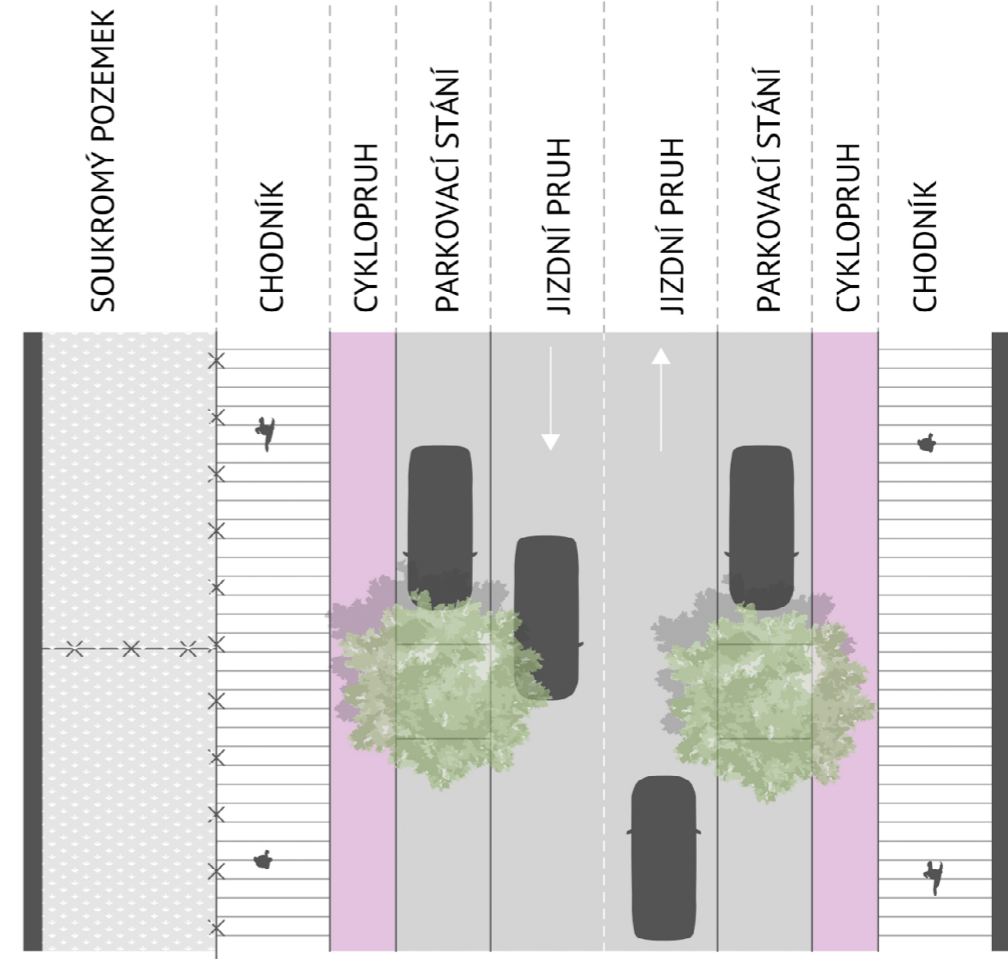 SOUKROMÝ POZEMEK
CHODNÍK
CYKLOPRUH
PARKOVACÍ STÁNÍ
JIZDNÍ PRUH
JIZDNÍ PRUH
PARKOVACÍ STÁNÍ
CYKLOPRUH
CHODNÍK